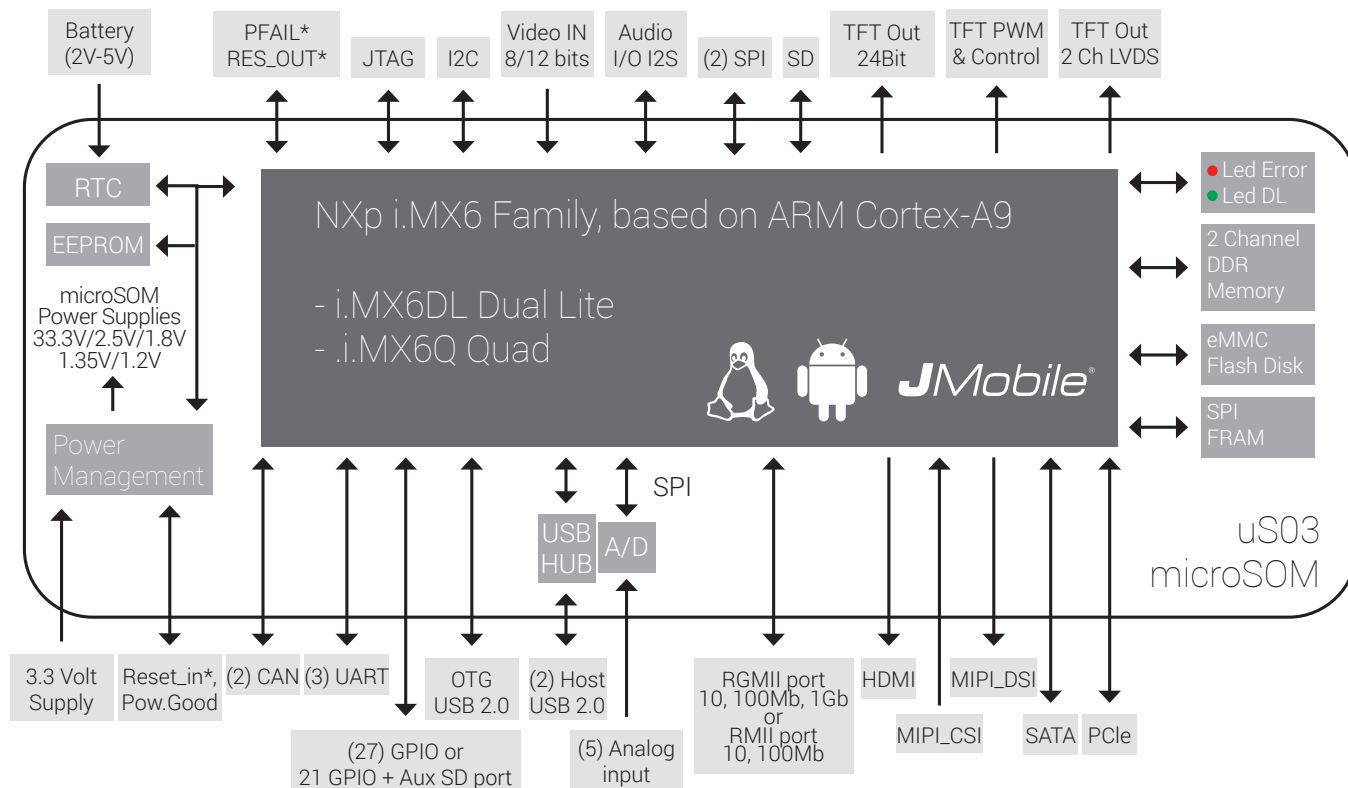 Battery
(2V-5V)
PFAIL*
RES_OUT*
JTAG
I2C
Video IN
8/12 bits
Audio
I/O I2S
(2) SPI
SD
TFT Out
24Bit
TFT PWM
& Control
TFT Out
2 Ch LVDS
RTC
EEPROM
microSOM
Power Supplies
33.3V/2.5V/1.8V
1.35V/1.2V
Power
Management
NXp i.MX6 Family, based on ARM Cortex-A9
- i.MX6DL Dual Lite
- .i.MX6Q Quad
JMobile®
Led Error
Led DL
2 Channel
DDR
Memory
eMMC
Flash Disk
SPI
FRAM
SPI
USB
HUB
A/D
uS03
microSOM
3.3 Volt
Supply
Reset_in*,
Pow.Good
(2) CAN
(3) UART
(27) GPIO or
21 GPIO + Aux SD port
OTG
USB 2.0
(2) Host
USB 2.0
(5) Analog
input
RGMII port
10, 100Mb, 1Gb
or
RMII port
10, 100Mb
HDMI
MIPI_CSI
MIPI_DSI
SATA
PCIe